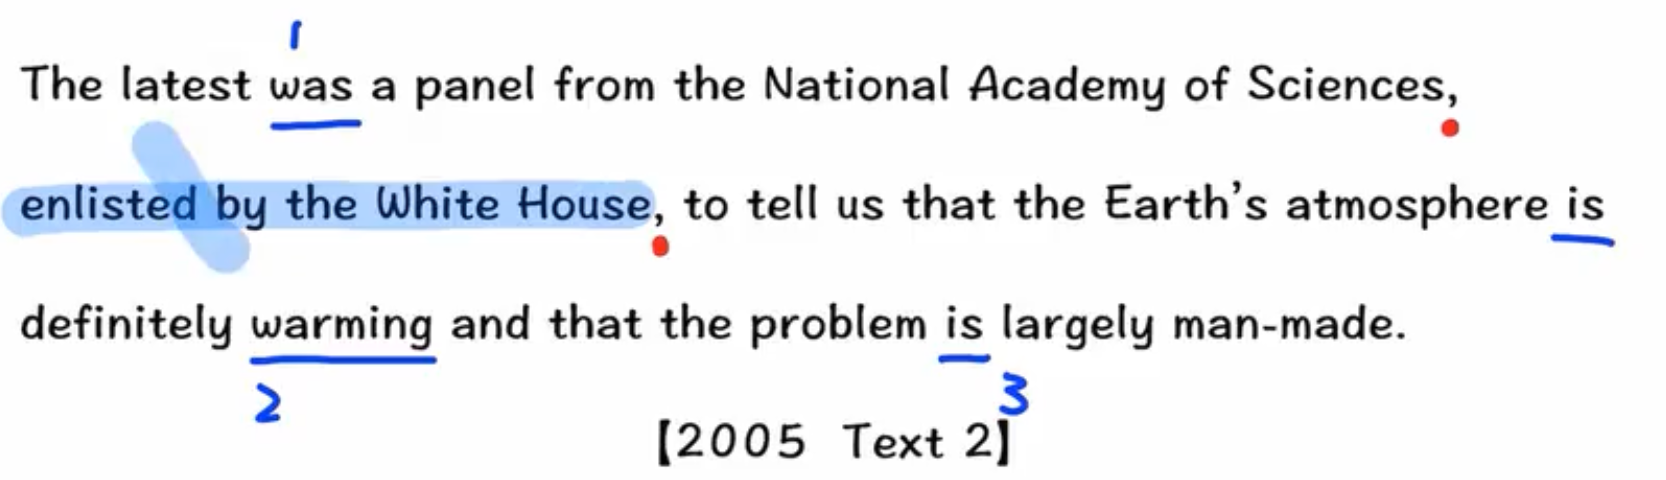 1
The latest was a panel from the National Academy of Sciences,
enlisted by the White House, to tell us that the Earth's atmosphere is
definitely warming and that the problem is largely man-made.
2 3
【2005 Text 2】